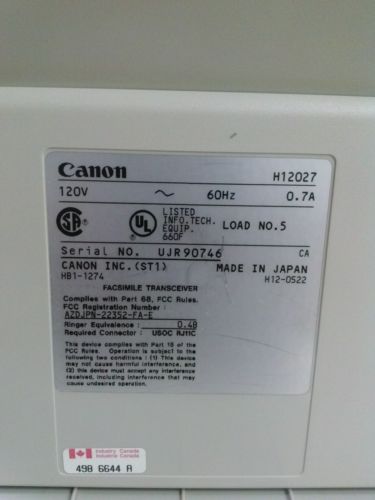 Canon
H12027
120V ～ 60Hz 0.7A
LISTED
INFO.TECH.
EQUIP.
660F
LOAD NO.5
Serial NO. UJR90746 CA
CANON INC.(ST1) MADE IN JAPAN
HB1-1274 H12-0522
FACSIMILE TRANSCEIVER
Complies with Part 68, FCC Rules.
FCC Registration Number :
AZDJPN-22352-FA-E
Ringer Equivalence : 0.4B
Required Connector : USOC RJ11C
This device complies with Part 15 of the
FCC Rules. Operation is subject to the
following two conditions : (1) This device
may not cause harmful interference, and
(2) this device must accept any interference
received, including interference that may
cause undesired operation.
Industry Canada
Industrie Canada
498 6644 A